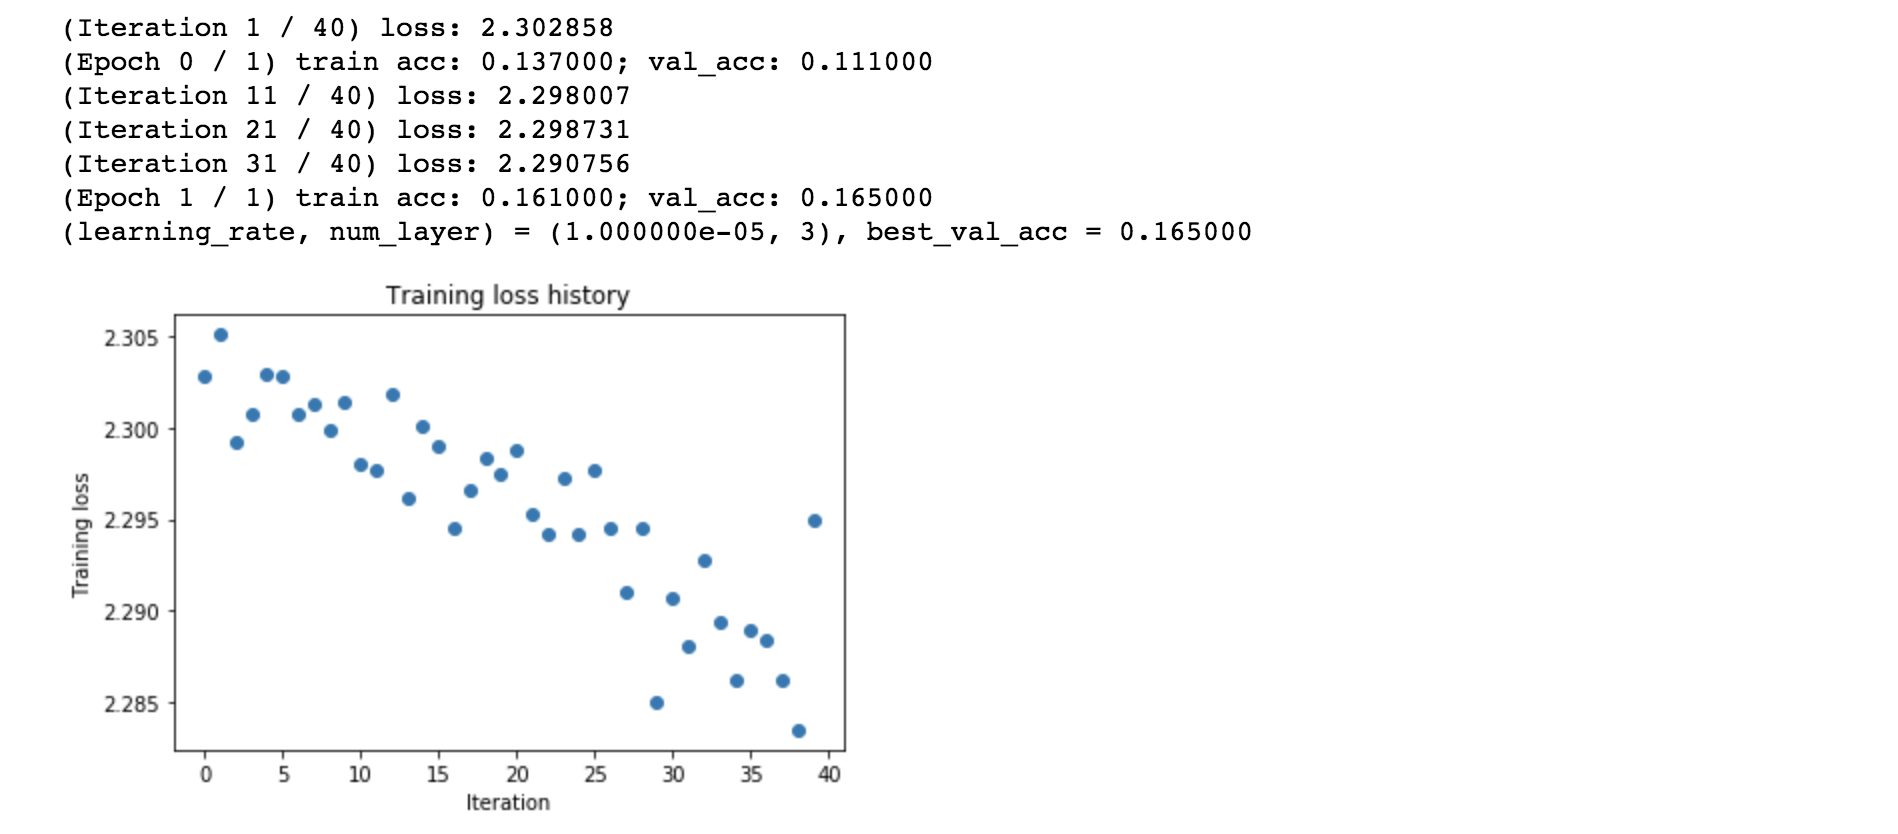 (Iteration 1 / 40) loss: 2.302858
(Epoch 0 / 1) train acc: 0.137000; val_acc: 0.111000
(Iteration 11 / 40) loss: 2.298007
(Iteration 21 / 40) loss: 2.298731
(Iteration 31 / 40) loss: 2.290756
(Epoch 1 / 1) train acc: 0.161000; val_acc: 0.165000
(learning_rate, num_layer) = (1.000000e-05, 3), best_val_acc = 0.165000
Training loss history
2.305
2.300
2.295
2.290
2.285
Training loss
0 5 10 15 20 25 30 35 40
Iteration